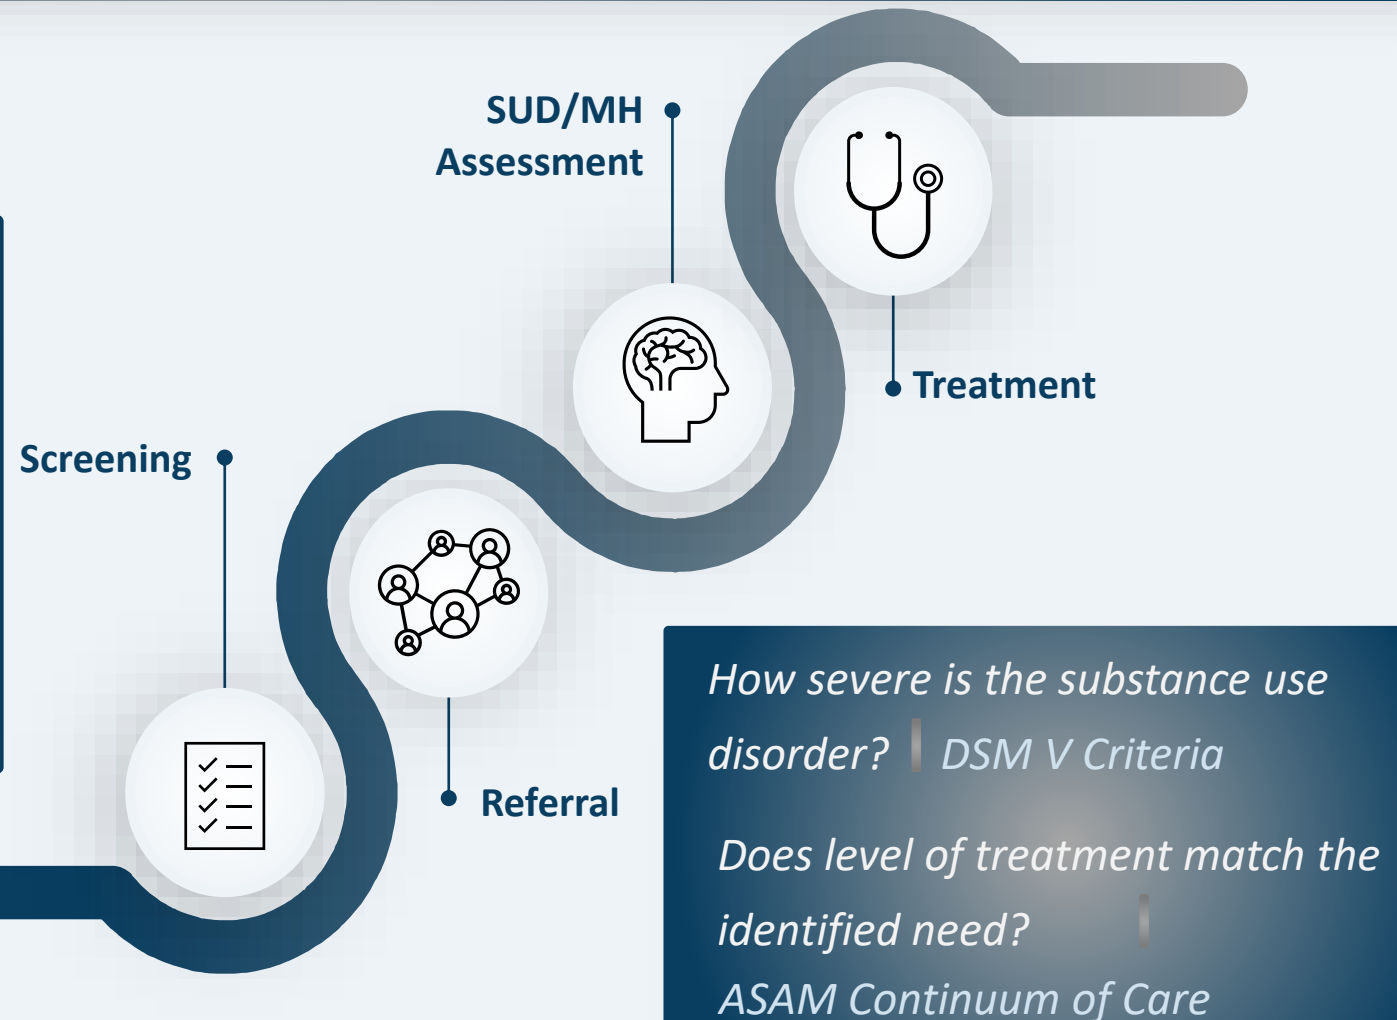 SUD/MH
Assessment
Treatment
Screening
Referral
How severe is the substance use
disorder? DSM V Criteria
Does level of treatment match the
identified need?
ASAM Continuum of Care